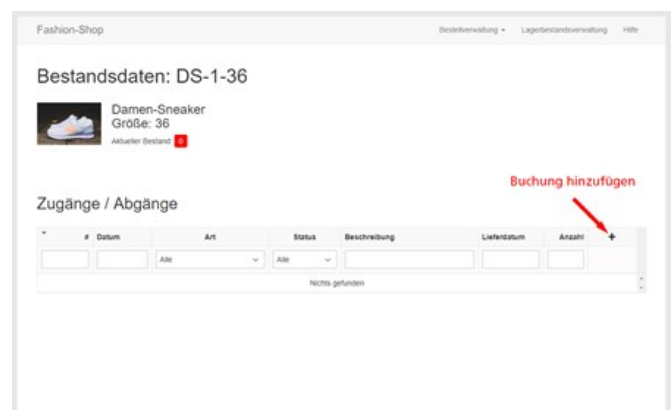 Fashion-Shop Bestellverwaltung Lagerbestandsverwaltung Hilfe
Bestandsdaten: DS-1-36
Damen-Sneaker
Größe: 36
Aktueller Bestand 0
Buchung hinzufügen
Zugänge / Abgänge
# Datum Art Status Beschreibung Lieferdatum Anzahl +
Alle Alle
Nichts gefunden